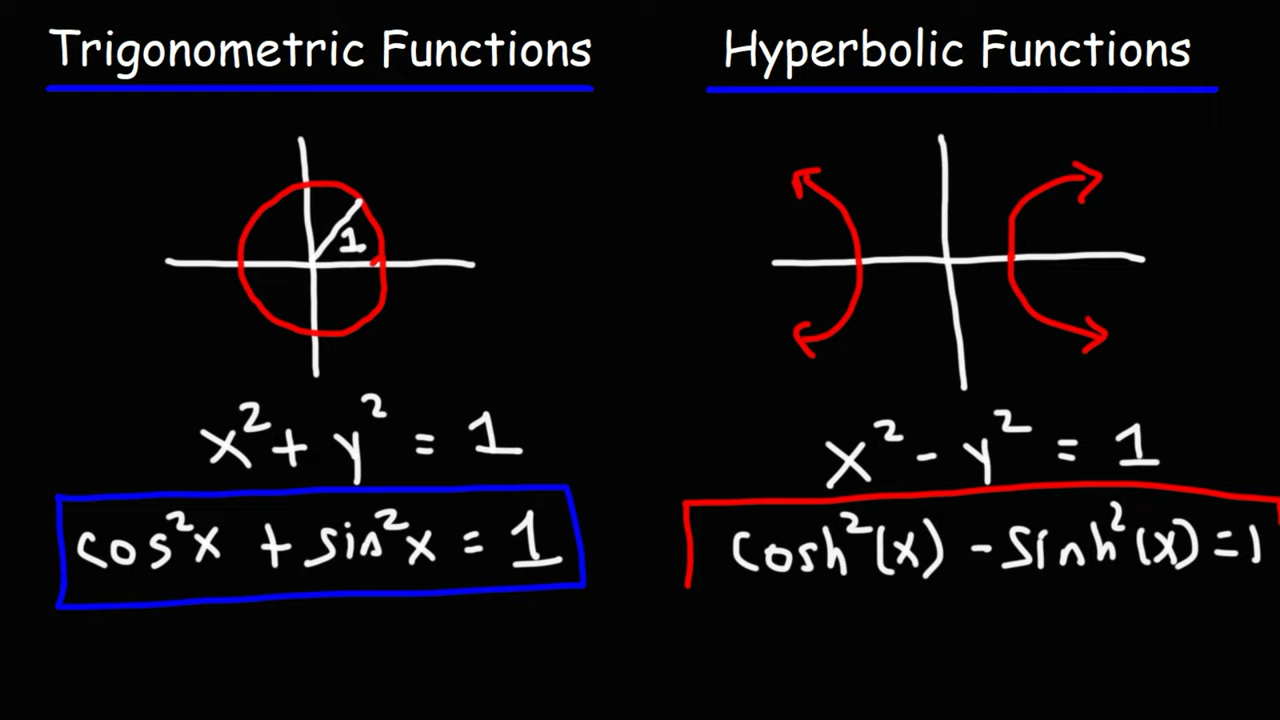 Trigonometric Functions
Hyperbolic Functions
1
x² + y² = 1
x² - y² = 1
cos²x + sin²x = 1
cosh²(x) - sinh²(x) = 1